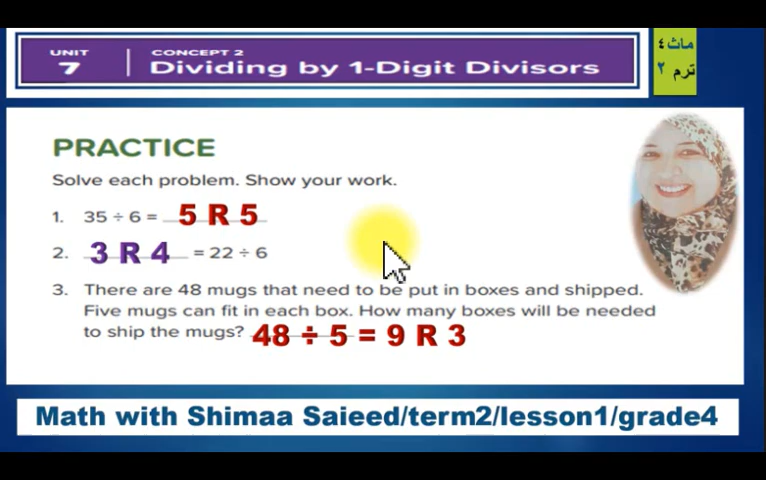 UNIT
7
CONCEPT 2
Dividing by 1-Digit Divisors
ماث ٤
ترم ٢
PRACTICE
Solve each problem. Show your work.
1. 35 ÷ 6 = 5 R 5
2. 3 R 4 = 22 ÷ 6
3. There are 48 mugs that need to be put in boxes and shipped.
Five mugs can fit in each box. How many boxes will be needed
to ship the mugs? 48 ÷ 5 = 9 R 3
Math with Shimaa Saieed/term2/lesson1/grade4